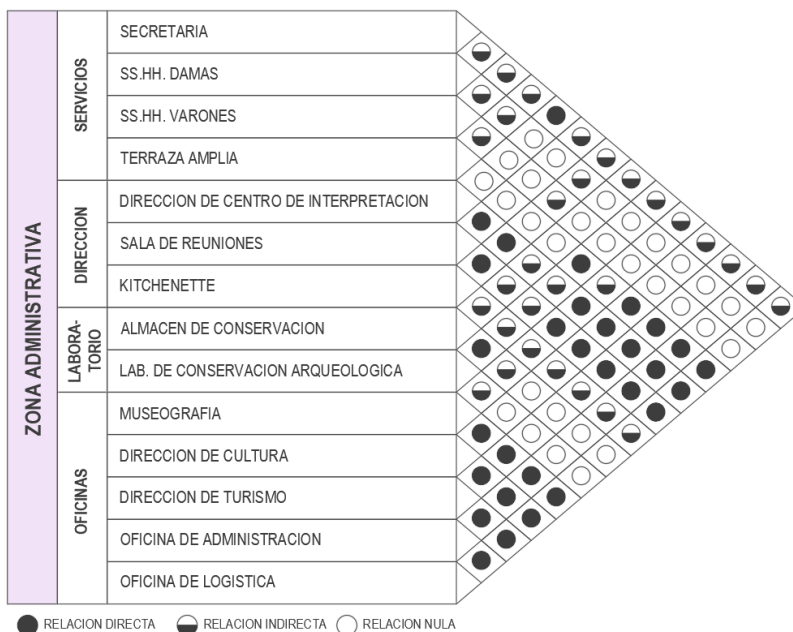 ZONA ADMINISTRATIVA
SERVICIOS
SECRETARIA
SS.HH. DAMAS
SS.HH. VARONES
TERRAZA AMPLIA
DIRECCION
DIRECCION DE CENTRO DE INTERPRETACION
SALA DE REUNIONES
KITCHENETTE
LABORA-
TORIO
ALMACEN DE CONSERVACION
LAB. DE CONSERVACION ARQUEOLOGICA
OFICINAS
MUSEOGRAFIA
DIRECCION DE CULTURA
DIRECCION DE TURISMO
OFICINA DE ADMINISTRACION
OFICINA DE LOGISTICA
RELACION DIRECTA
RELACION INDIRECTA
RELACION NULA